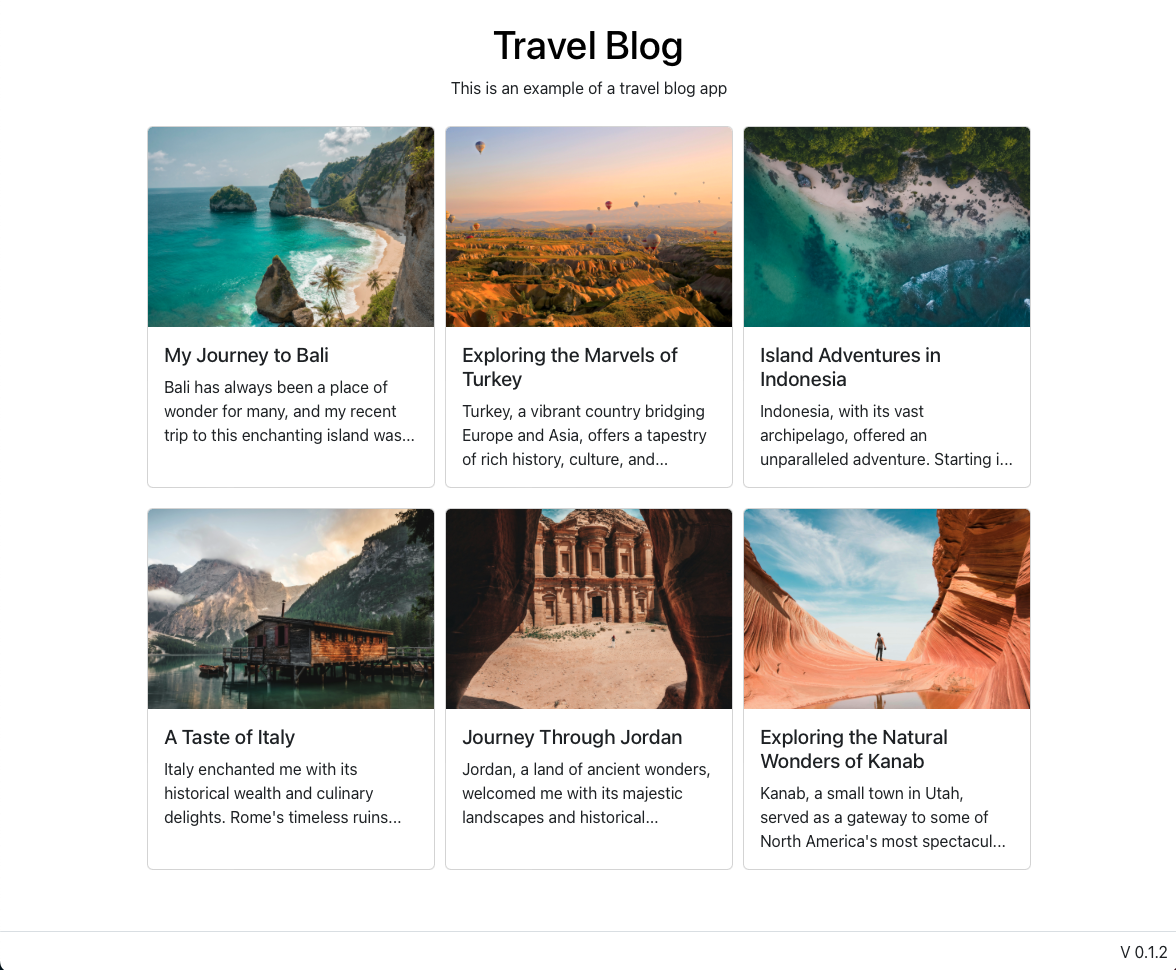 Travel Blog
This is an example of a travel blog app
My Journey to Bali
Bali has always been a place of
wonder for many, and my recent
trip to this enchanting island was...
Exploring the Marvels of
Turkey
Turkey, a vibrant country bridging
Europe and Asia, offers a tapestry
of rich history, culture, and...
Island Adventures in
Indonesia
Indonesia, with its vast
archipelago, offered an
unparalleled adventure. Starting i...
A Taste of Italy
Italy enchanted me with its
historical wealth and culinary
delights. Rome's timeless ruins...
Journey Through Jordan
Jordan, a land of ancient wonders,
welcomed me with its majestic
landscapes and historical...
Exploring the Natural
Wonders of Kanab
Kanab, a small town in Utah,
served as a gateway to some of
North America's most spectacul...
V 0.1.2